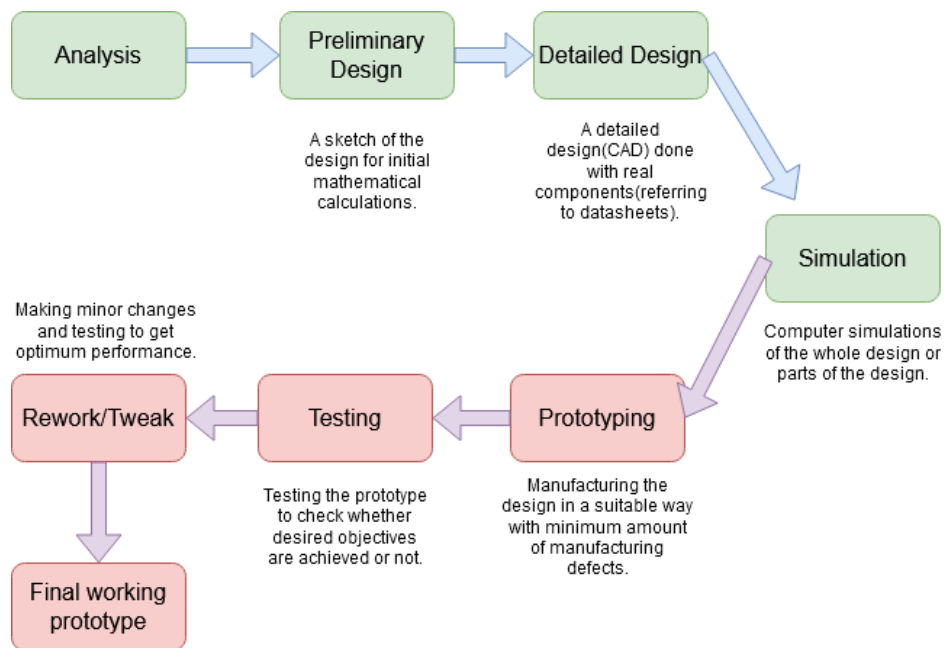 Analysis
Preliminary
Design
Detailed Design
A sketch of the
design for initial
mathematical
calculations.
A detailed
design(CAD) done
with real
components(referring
to datasheets).
Simulation
Computer simulations
of the whole design or
parts of the design.
Prototyping
Manufacturing the
design in a suitable way
with minimum amount
of manufacturing
defects.
Testing
Testing the prototype
to check whether
desired objectives
are achieved or not.
Making minor changes
and testing to get
optimum performance.
Rework/Tweak
Final working
prototype